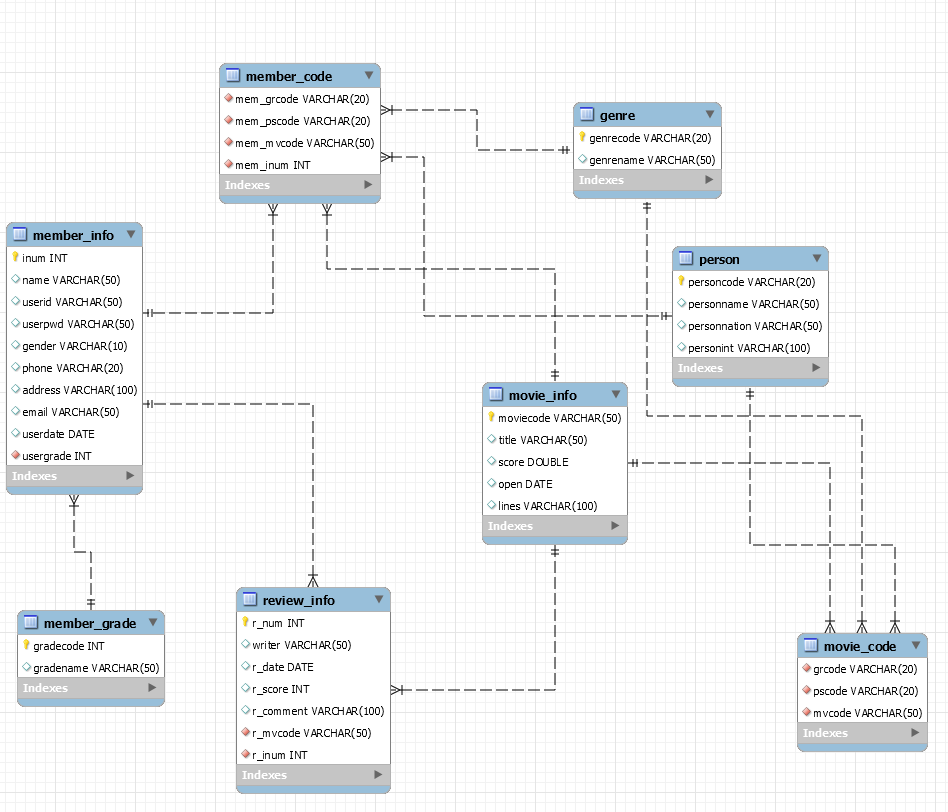 member_code
mem_grcode VARCHAR(20)
mem_pscode VARCHAR(20)
mem_mvcode VARCHAR(50)
mem_inum INT
Indexes
genre
genrecode VARCHAR(20)
genrename VARCHAR(50)
Indexes
member_info
inum INT
name VARCHAR(50)
userid VARCHAR(50)
userpwd VARCHAR(50)
gender VARCHAR(10)
phone VARCHAR(20)
address VARCHAR(100)
email VARCHAR(50)
userdate DATE
usergrade INT
Indexes
person
personcode VARCHAR(20)
personname VARCHAR(50)
personnation VARCHAR(50)
personint VARCHAR(100)
Indexes
movie_info
moviecode VARCHAR(50)
title VARCHAR(50)
score DOUBLE
open DATE
lines VARCHAR(100)
Indexes
member_grade
gradecode INT
gradename VARCHAR(50)
Indexes
review_info
r_num INT
writer VARCHAR(50)
r_date DATE
r_score INT
r_comment VARCHAR(100)
r_mvcode VARCHAR(50)
r_inum INT
Indexes
movie_code
grcode VARCHAR(20)
pscode VARCHAR(20)
mvcode VARCHAR(50)
Indexes